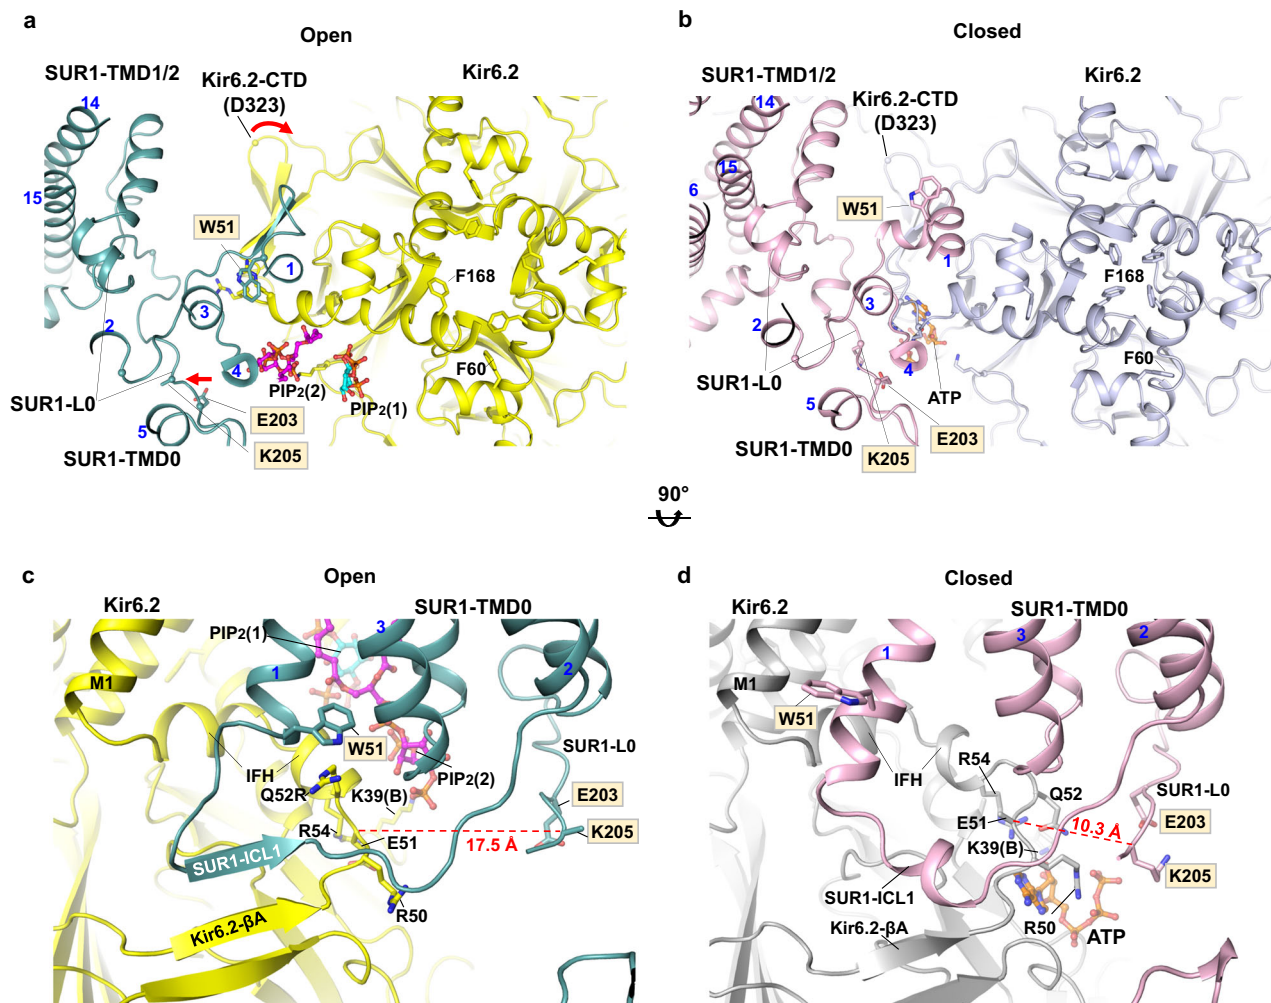 a
Open
SUR1-TMD1/2
Kir6.2-CTD
(D323)
Kir6.2
14
15
W51
1
2
3
4
F168
F60
PIP2(2)
PIP2(1)
SUR1-L0
E203
5
K205
SUR1-TMD0
b
Closed
SUR1-TMD1/2
Kir6.2-CTD
(D323)
Kir6.2
14
15
6
W51
1
F168
3
2
F60
4
SUR1-L0
ATP
5
E203
SUR1-TMD0
K205
90°
c
Open
Kir6.2
SUR1-TMD0
PIP2(1)
3
1
2
M1
W51
SUR1-L0
IFH
PIP2(2)
Q52R
K39(B)
E203
R54
E51
K205
17.5 Å
SUR1-ICL1
R50
Kir6.2-βA
d
Closed
Kir6.2
SUR1-TMD0
3
2
1
M1
W51
IFH
R54
Q52
SUR1-L0
E51
10.3 Å
E203
K39(B)
K205
SUR1-ICL1
Kir6.2-βA
R50
ATP